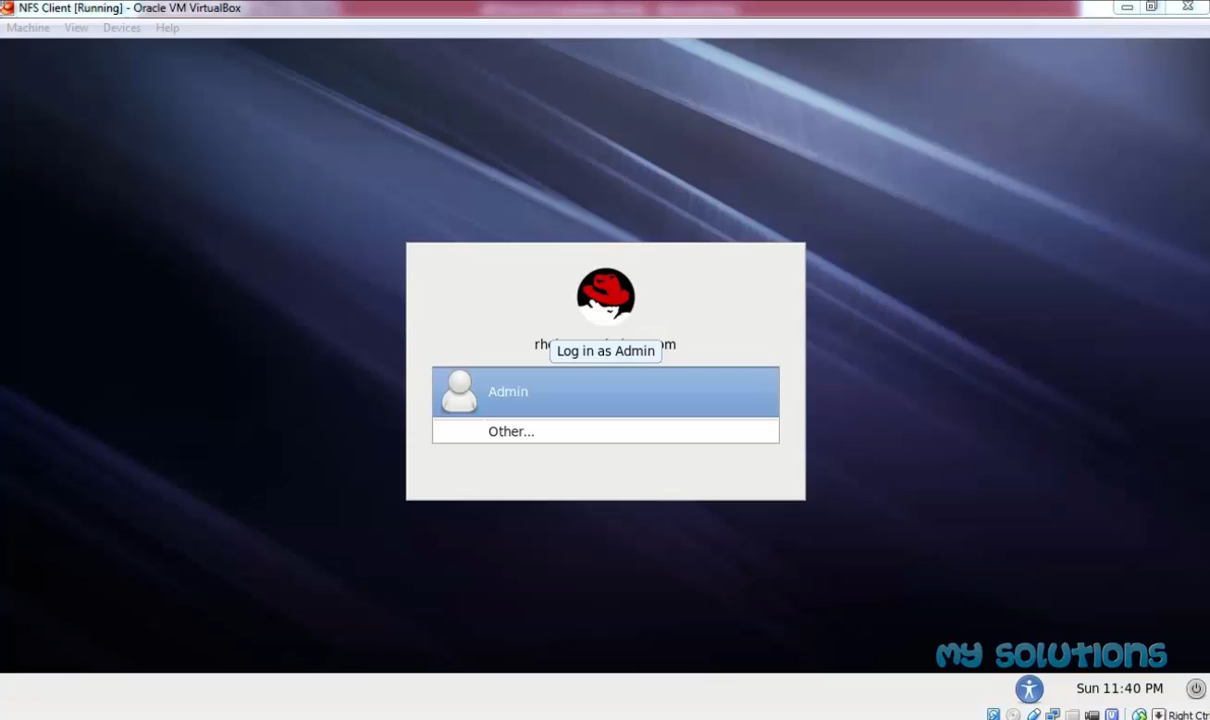 NFS Client [Running] - Oracle VM VirtualBox
Machine View Devices Help
Log in as Admin
Admin
Other...
My Solutions
Sun 11:40 PM
Right Ctr